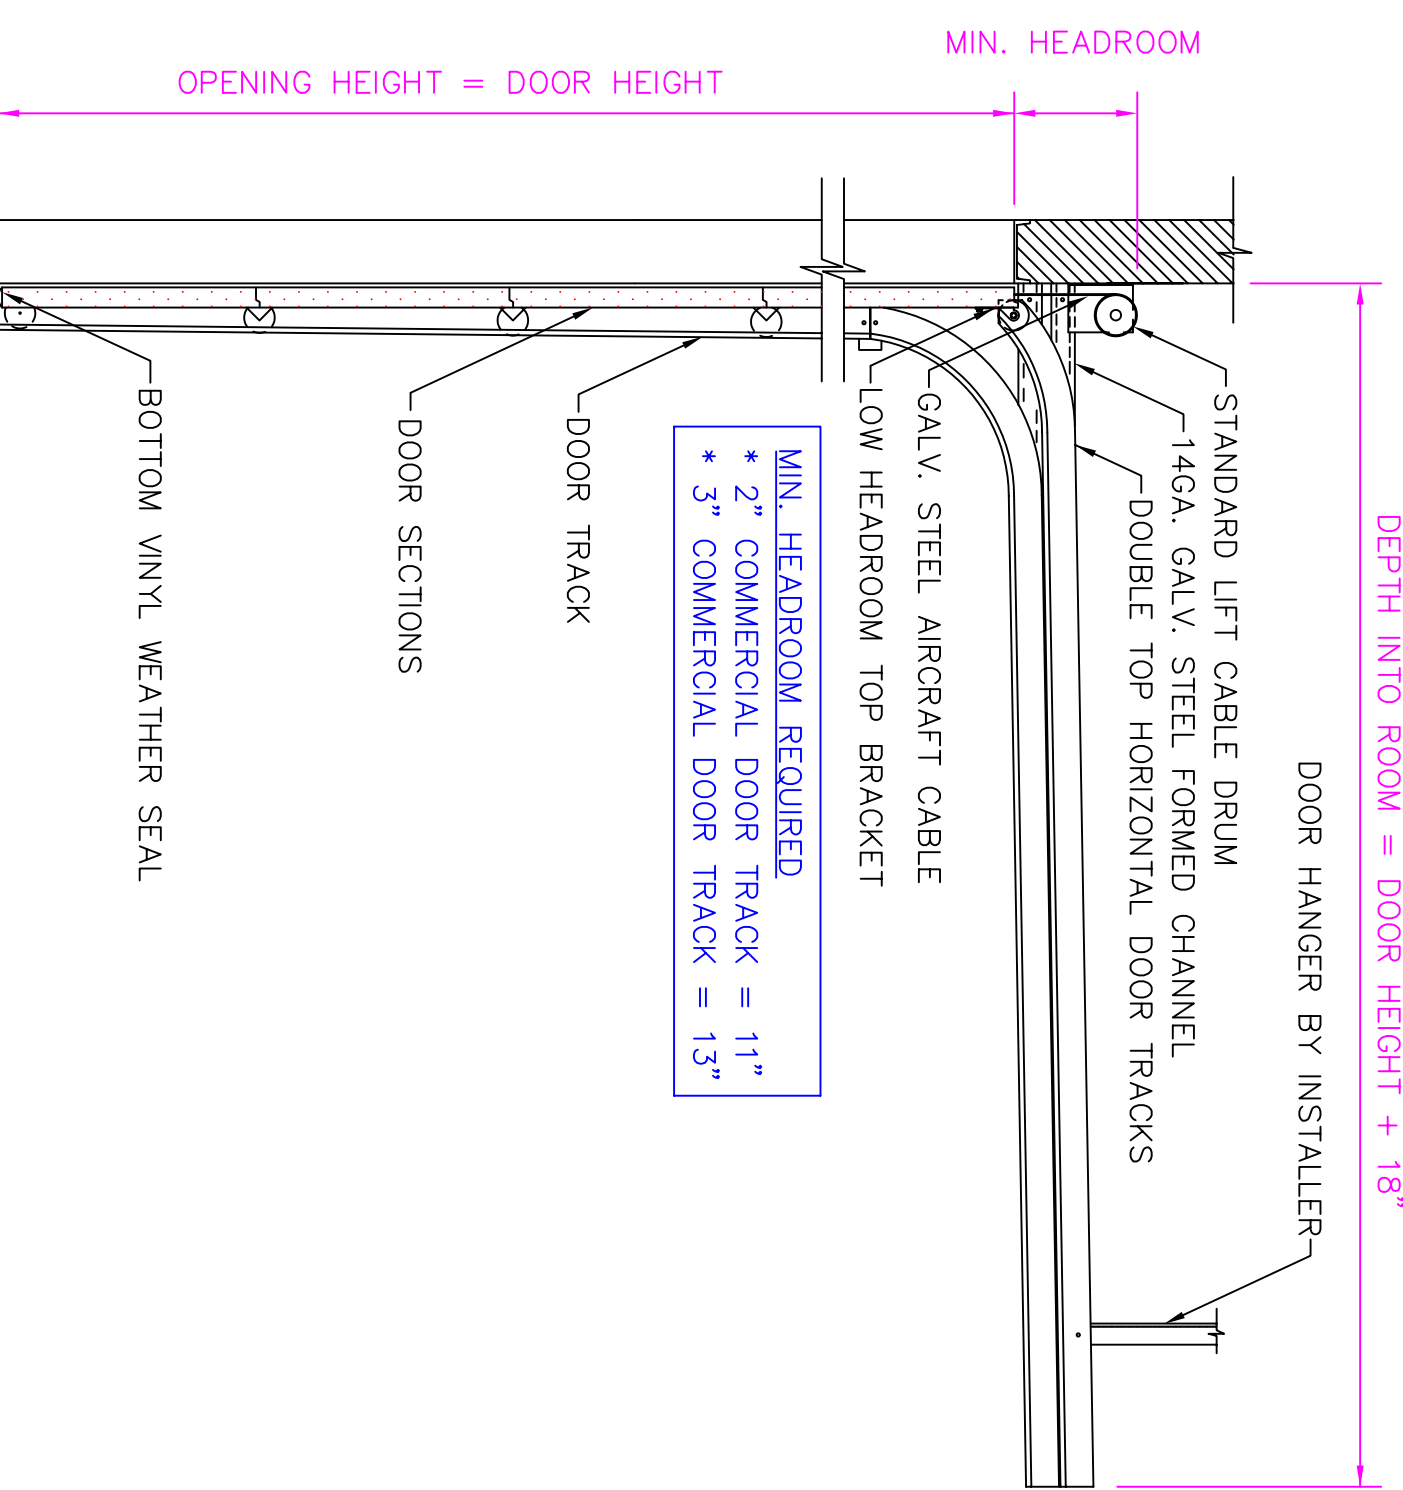 MIN. HEADROOM
OPENING HEIGHT = DOOR HEIGHT
DEPTH INTO ROOM = DOOR HEIGHT + 18"
DOOR HANGER BY INSTALLER
STANDARD LIFT CABLE DRUM
14GA. GALV. STEEL FORMED CHANNEL
DOUBLE TOP HORIZONTAL DOOR TRACKS
GALV. STEEL AIRCRAFT CABLE
LOW HEADROOM TOP BRACKET
MIN. HEADROOM REQUIRED
* 2" COMMERCIAL DOOR TRACK = 11"
* 3" COMMERCIAL DOOR TRACK = 13"
DOOR TRACK
DOOR SECTIONS
BOTTOM VINYL WEATHER SEAL